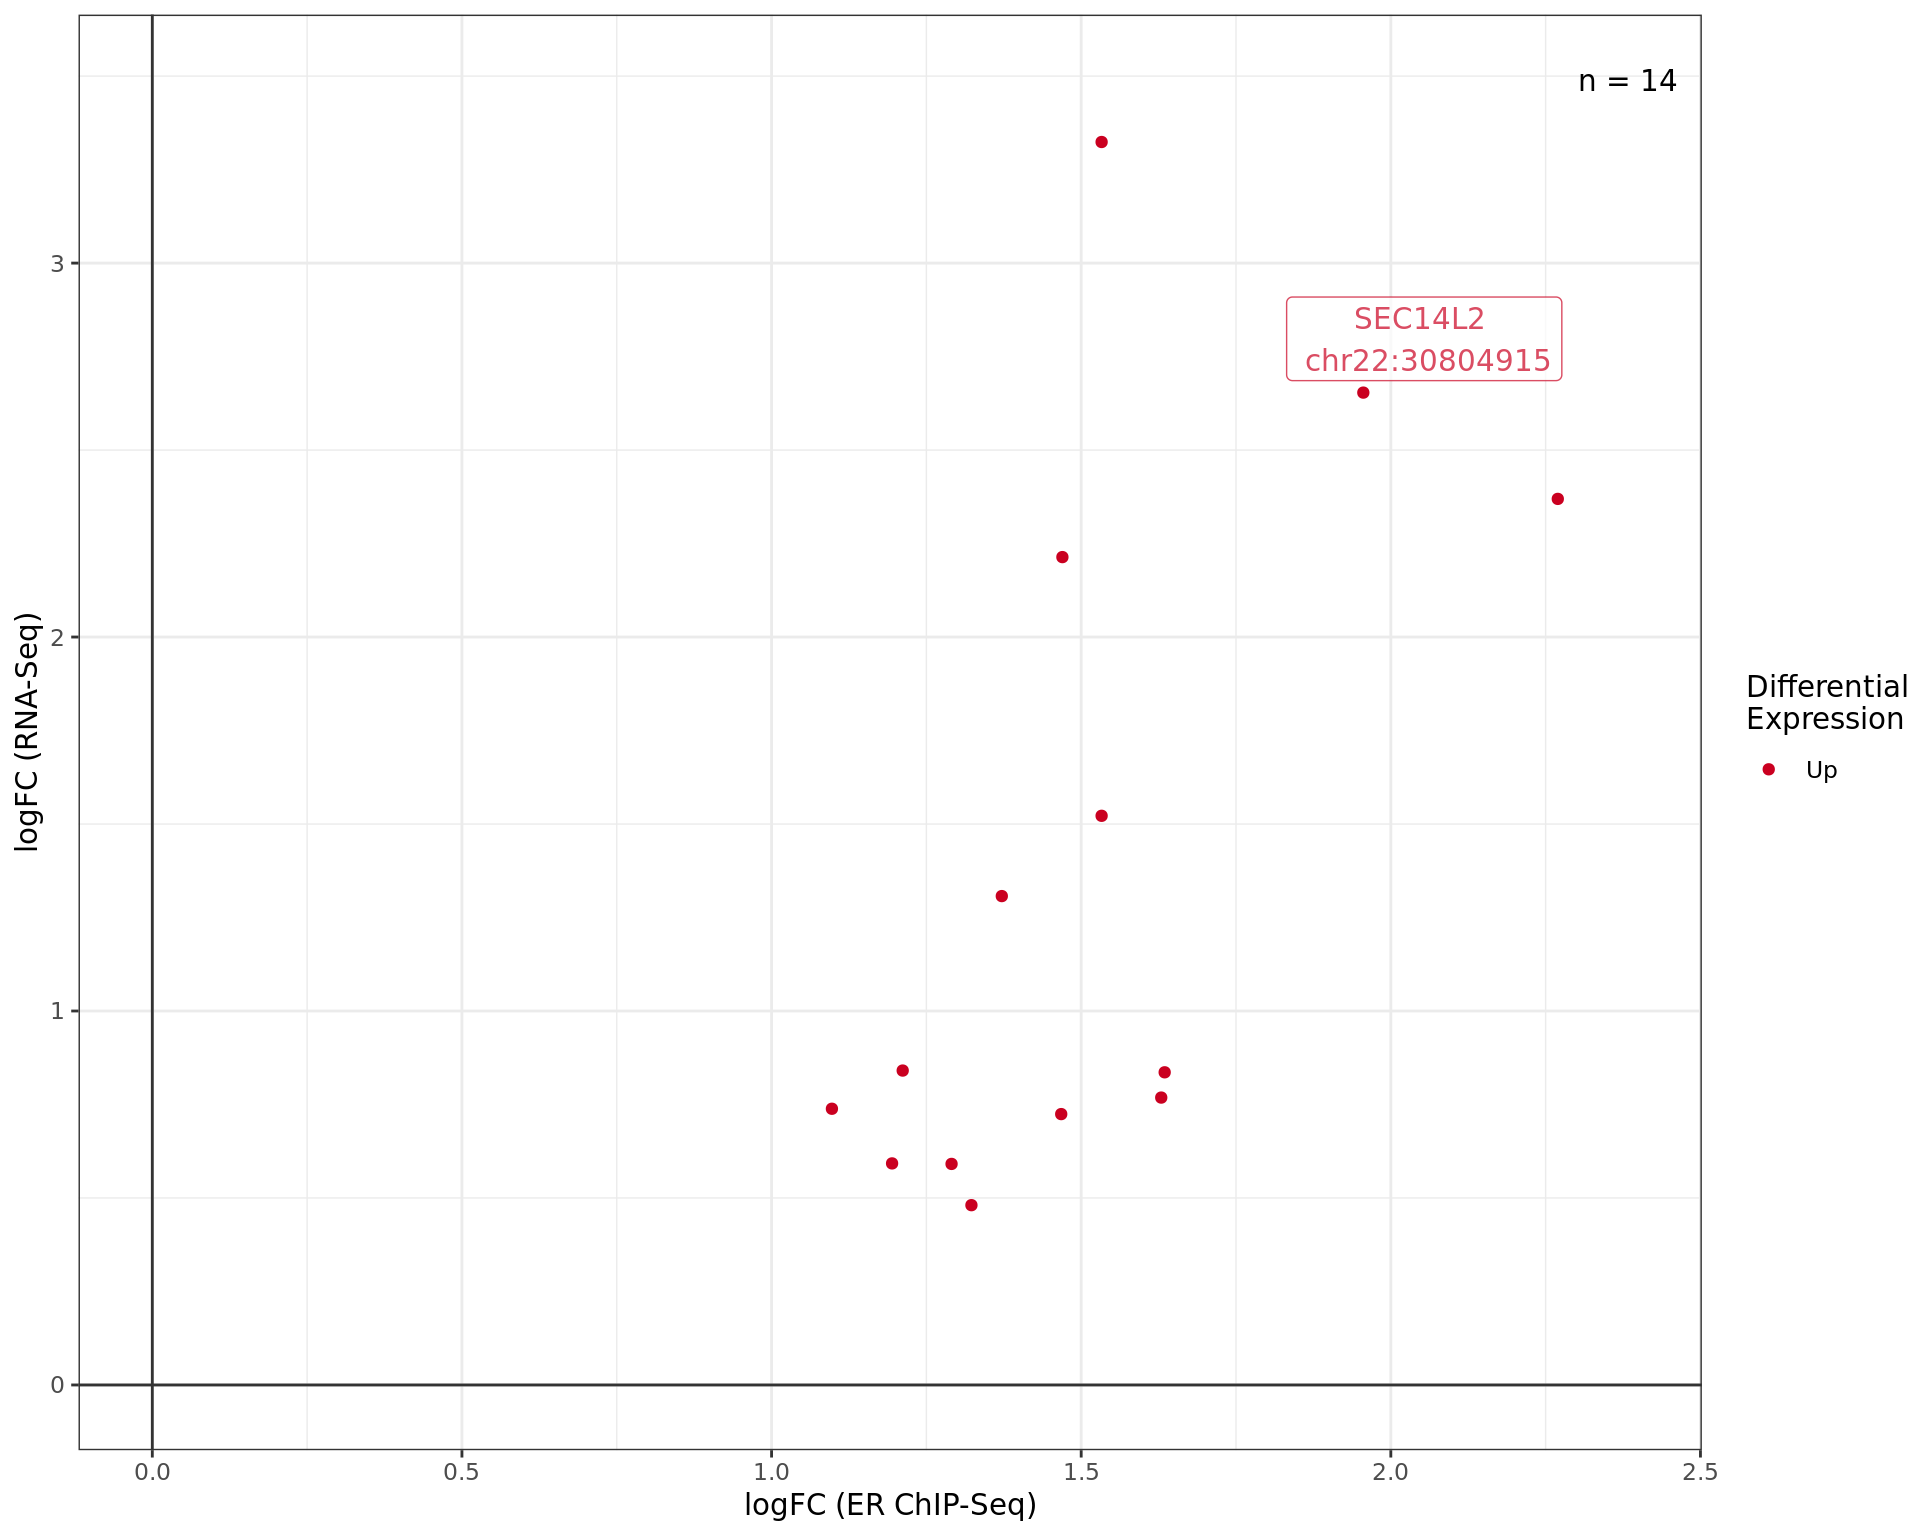 n = 14
3
SEC14L2
chr22:30804915
2
1
0
logFC (RNA-Seq)
0.0
0.5
1.0
1.5
2.0
2.5
logFC (ER ChIP-Seq)
Differential
Expression
Up